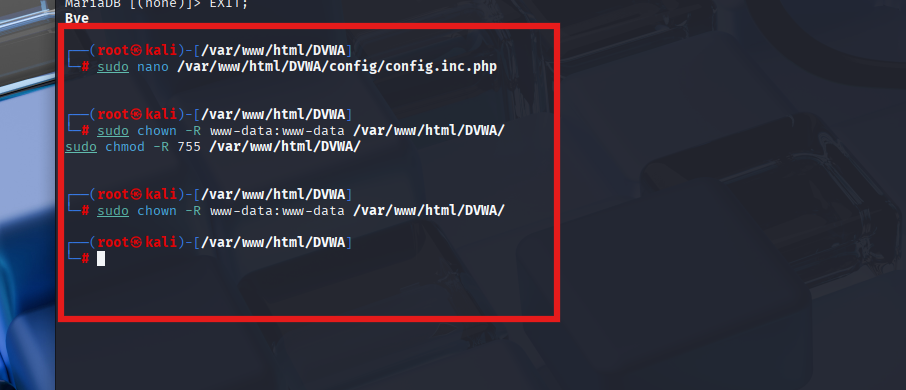 MariaDB [(none)]> EXIT;
Bye
┌──(root㉿kali)-[/var/www/html/DVWA]
└─# sudo nano /var/www/html/DVWA/config/config.inc.php
┌──(root㉿kali)-[/var/www/html/DVWA]
└─# sudo chown -R www-data:www-data /var/www/html/DVWA/
sudo chmod -R 755 /var/www/html/DVWA/
┌──(root㉿kali)-[/var/www/html/DVWA]
└─# sudo chown -R www-data:www-data /var/www/html/DVWA/
┌──(root㉿kali)-[/var/www/html/DVWA]
└─#